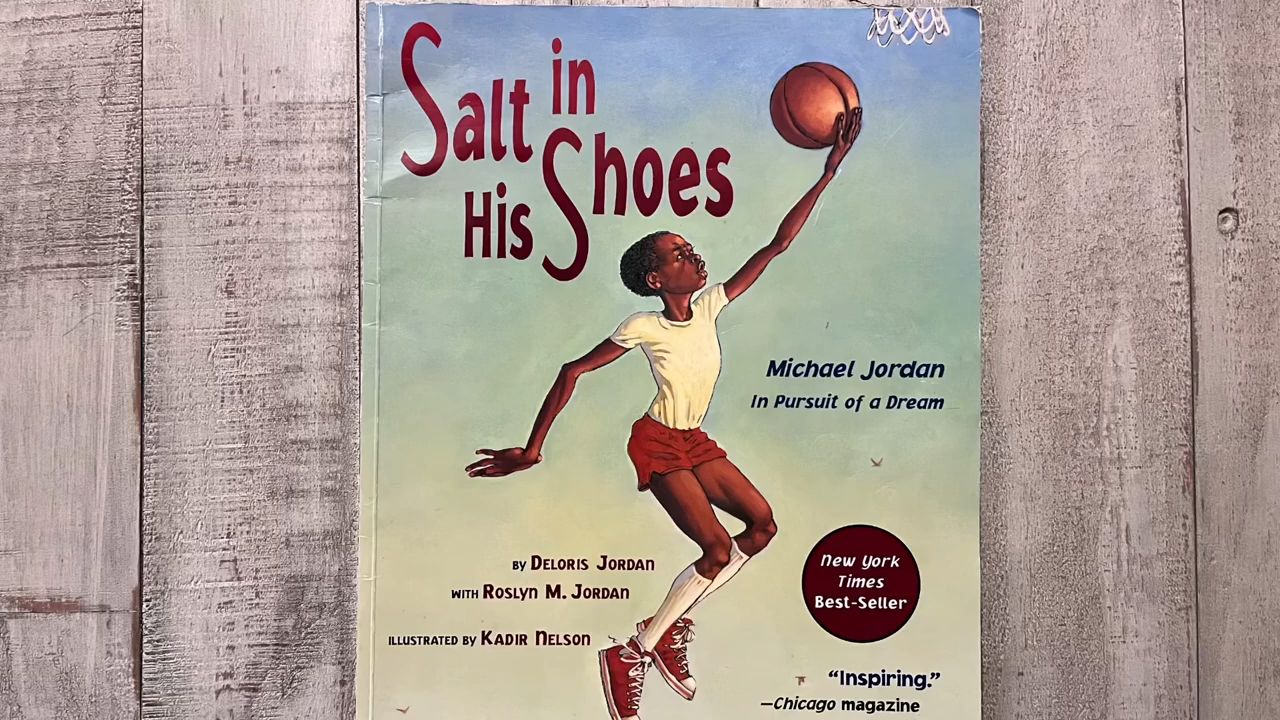 Salt in
His Shoes
Michael Jordan
In Pursuit of a Dream
BY DELORIS JORDAN
WITH ROSLYN M. JORDAN
ILLUSTRATED BY KADIR NELSON
New York
Times
Best-Seller
“Inspiring.”
—Chicago magazine